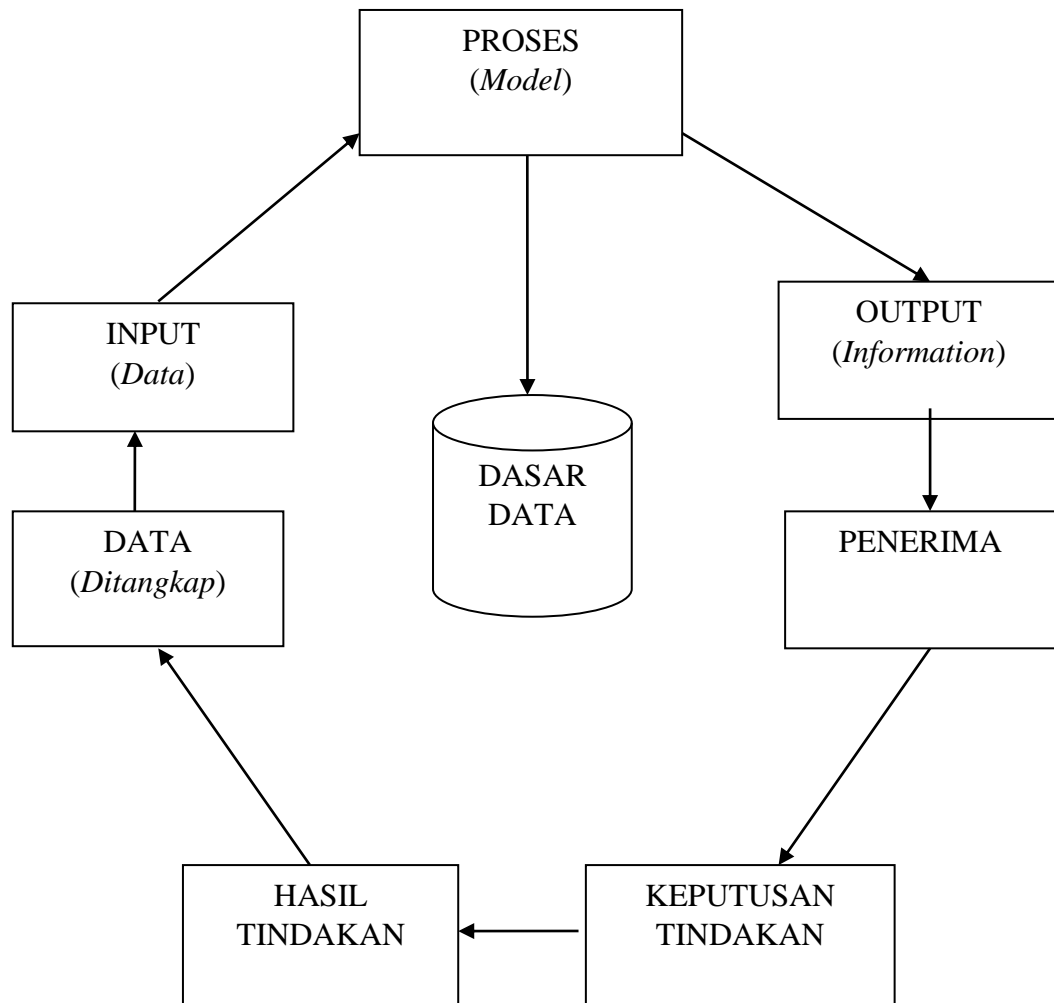 PROSES
(Model)
INPUT
(Data)
OUTPUT
(Information)
DASAR
DATA
DATA
(Ditangkap)
PENERIMA
HASIL
TINDAKAN
KEPUTUSAN
TINDAKAN